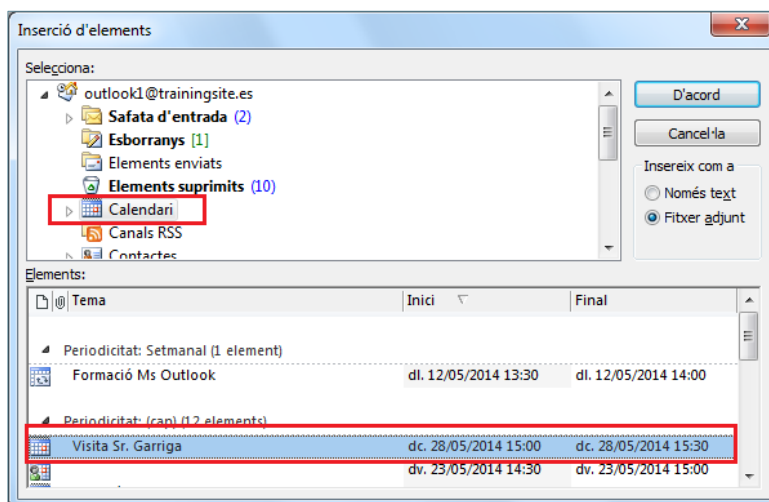 Inserció d'elements
Selecciona:
outlook1@trainingsite.es
Safata d'entrada (2)
Esborranys [1]
Elements enviats
Elements suprimits (10)
Calendari
Canals RSS
Contactes
D'acord
Cancel·la
Insereix com a
Només text
Fitxer adjunt
Elements:
Tema Inici Final
Periodicitat: Setmanal (1 element)
Formació Ms Outlook dl. 12/05/2014 13:30 dl. 12/05/2014 14:00
Periodicitat: (cap) (12 elements)
Visita Sr. Garriga dc. 28/05/2014 15:00 dc. 28/05/2014 15:30
dv. 23/05/2014 14:30 dv. 23/05/2014 15:00